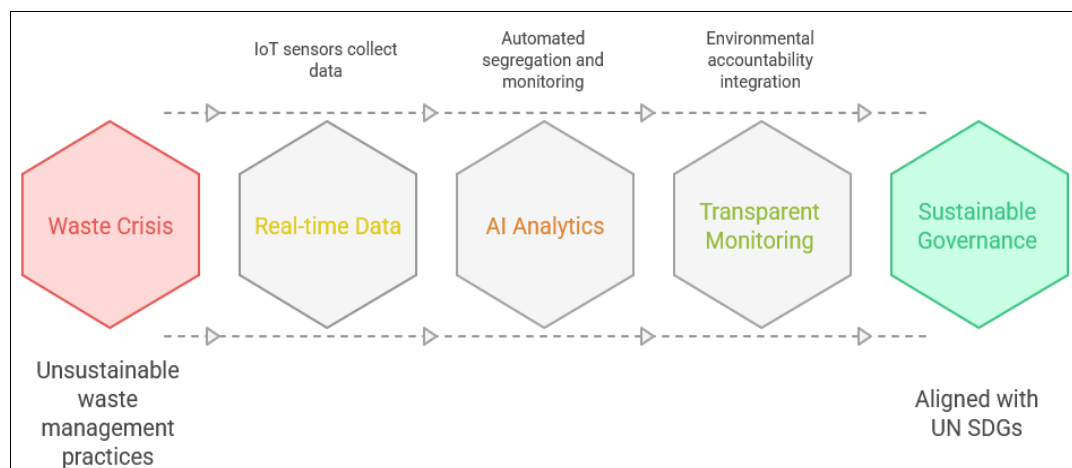 IoT sensors collect
data
Automated
segregation and
monitoring
Environmental
accountability
integration
Waste Crisis
Real-time Data
AI Analytics
Transparent
Monitoring
Sustainable
Governance
Unsustainable
waste
management
practices
Aligned with
UN SDGs